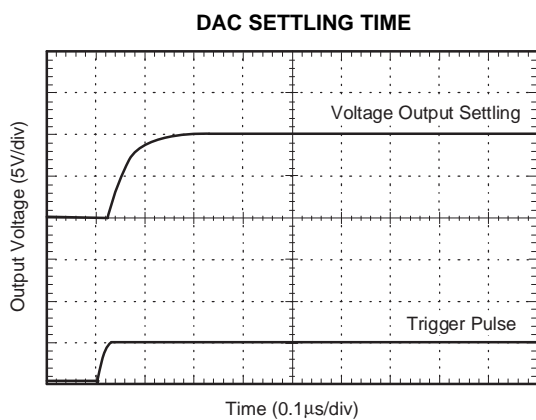 DAC SETTLING TIME
Output Voltage (5V/div)
Voltage Output Settling
Trigger Pulse
Time (0.1μs/div)